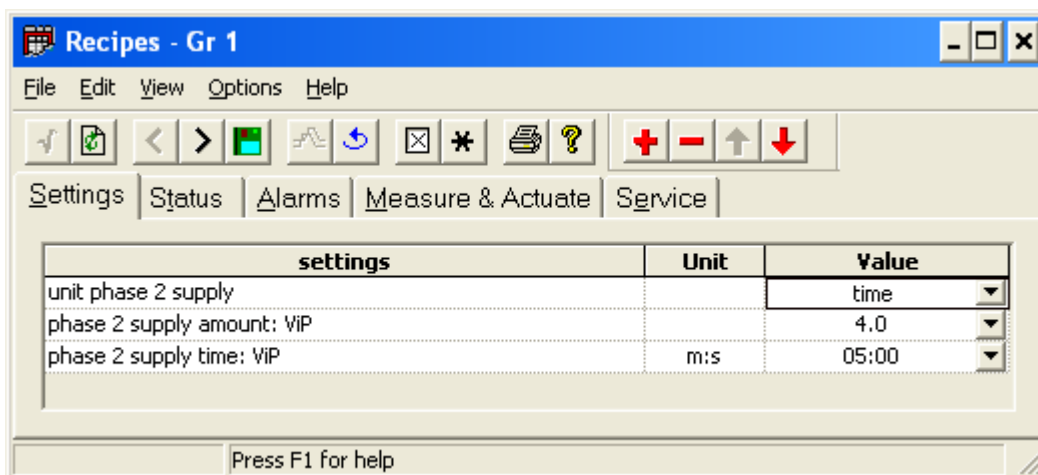 Recipes - Gr 1
File Edit View Options Help
Settings Status Alarms Measure & Actuate Service
settings Unit Value
unit phase 2 supply time
phase 2 supply amount: ViP 4.0
phase 2 supply time: ViP m:s 05:00
Press F1 for help